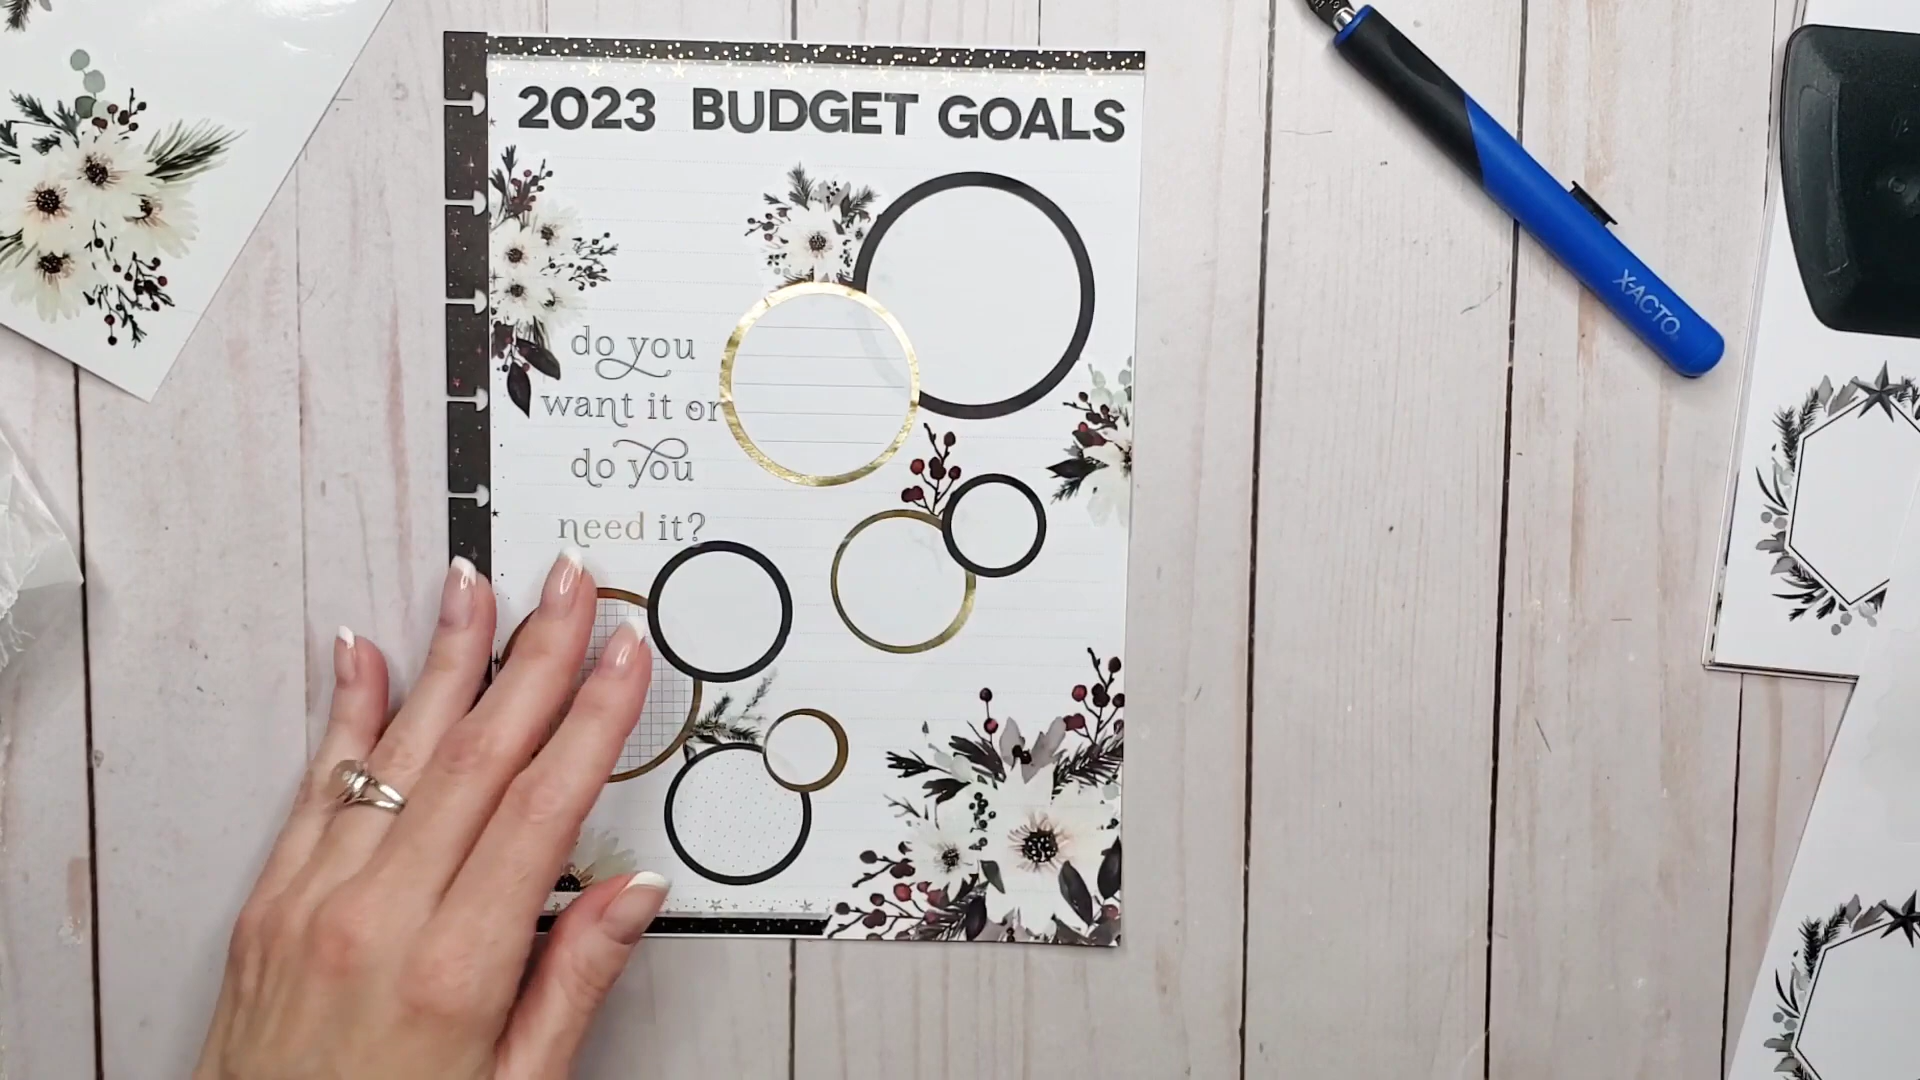 2023 BUDGET GOALS
do you
want it or
do you
need it?
X-ACTO